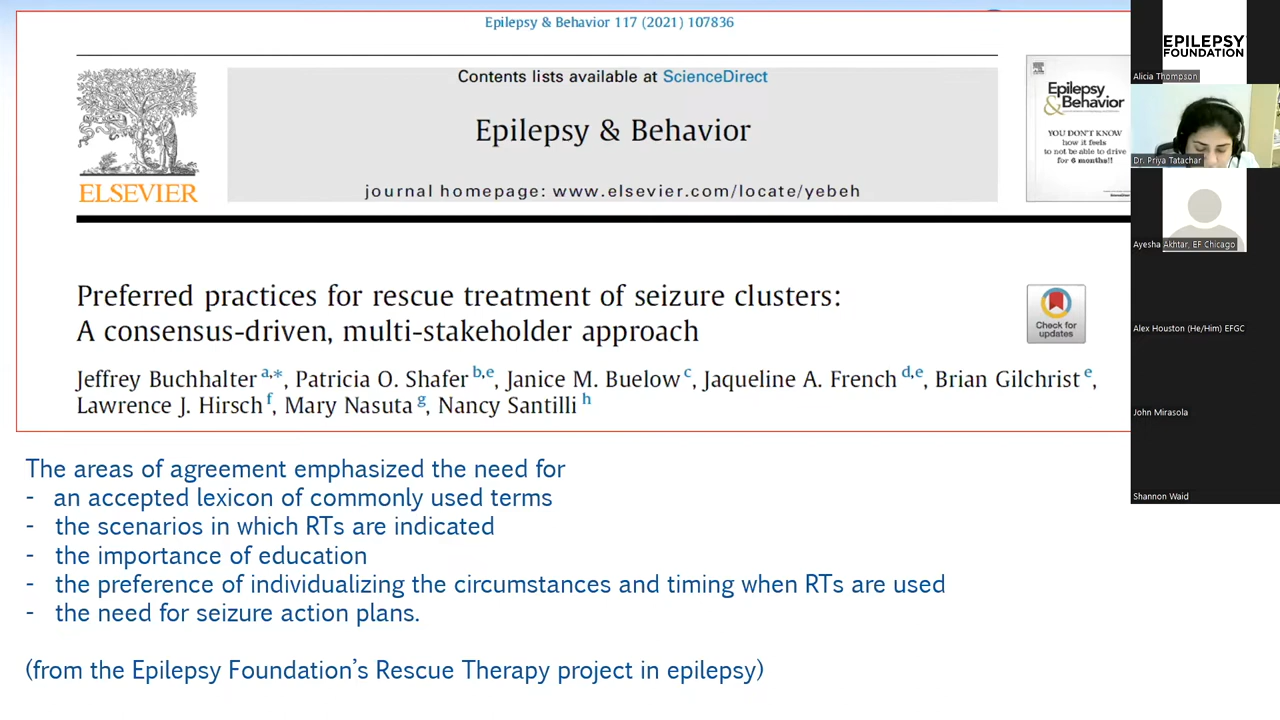 Epilepsy & Behavior 117 (2021) 107836
Contents lists available at ScienceDirect
Epilepsy & Behavior
journal homepage: www.elsevier.com/locate/yebeh
ELSEVIER
Epilepsy
& Behavior
YOU DON'T KNOW
how it feels
to not be able to drive
for 6 months!!
Preferred practices for rescue treatment of seizure clusters:
A consensus-driven, multi-stakeholder approach
Check for
updates
Jeffrey Buchhalter a,*, Patricia O. Shafer b,e, Janice M. Buelow c, Jaqueline A. French d,e, Brian Gilchrist e,
Lawrence J. Hirsch f, Mary Nasuta g, Nancy Santilli h
The areas of agreement emphasized the need for
- an accepted lexicon of commonly used terms
- the scenarios in which RTs are indicated
- the importance of education
- the preference of individualizing the circumstances and timing when RTs are used
- the need for seizure action plans.
(from the Epilepsy Foundation's Rescue Therapy project in epilepsy)
EPILEPSY
FOUNDATION
Alicia Thompson
Dr. Priya Tatachar
Ayesha Akhtar, EF Chicago
Alex Houston (He/Him) EFGC
John Mirasola
Shannon Waid